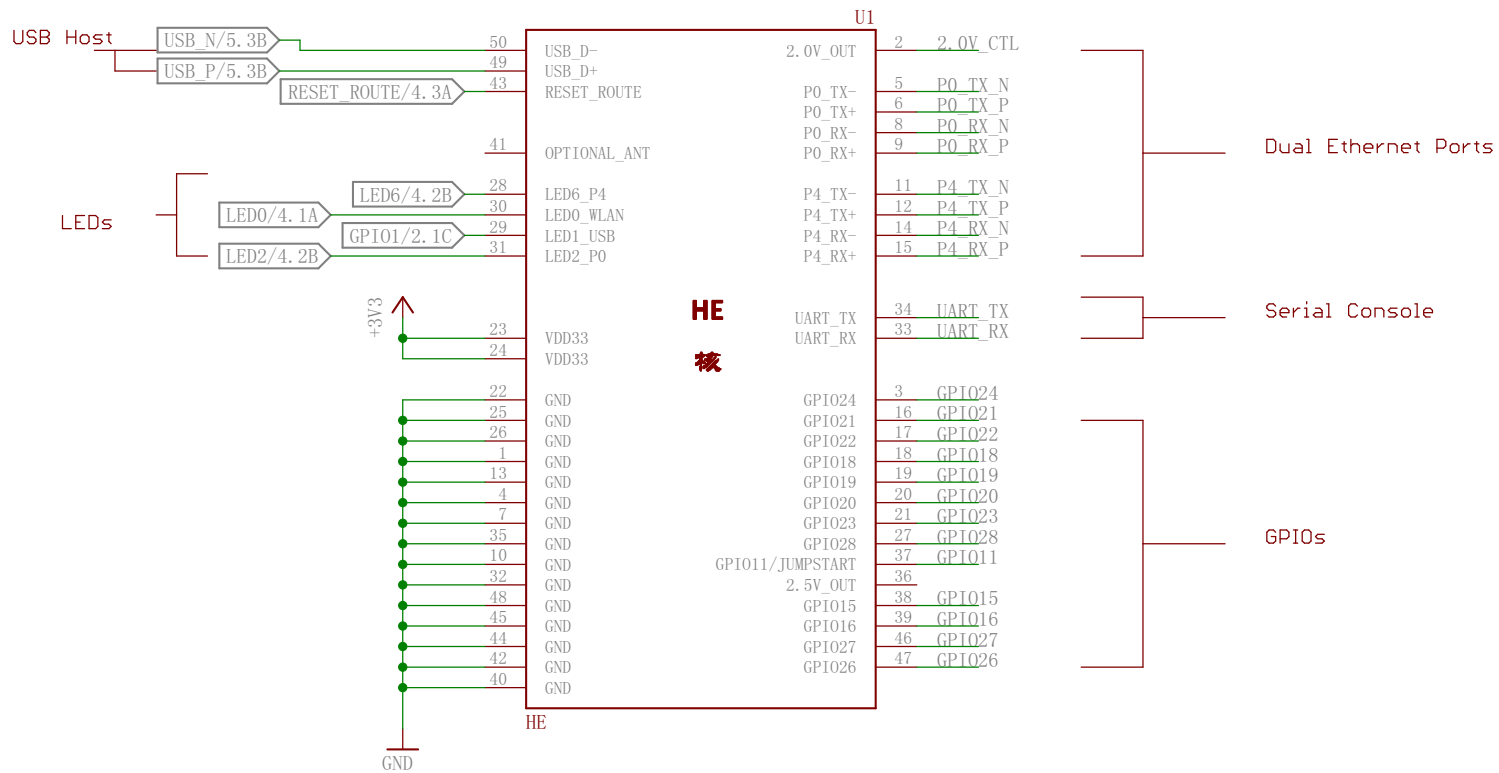 U1
USB Host
USB_N/5.3B
50
USB_D-
2.0V_OUT
2
2.0V_CTL
USB_P/5.3B
49
USB_D+
RESET_ROUTE/4.3A
43
RESET_ROUTE
P0_TX-
5
P0_TX_N
P0_TX+
6
P0_TX_P
P0_RX-
8
P0_RX_N
41
OPTIONAL_ANT
P0_RX+
9
P0_RX_P
Dual Ethernet Ports
LEDs
LED6/4.2B
28
LED6_P4
P4_TX-
11
P4_TX_N
LED0/4.1A
30
LED0_WLAN
P4_TX+
12
P4_TX_P
GPIO1/2.1C
29
LED1_USB
P4_RX-
14
P4_RX_N
LED2/4.2B
31
LED2_P0
P4_RX+
15
P4_RX_P
HE
核
+3V3
UART_TX
34
UART_TX
Serial Console
23
VDD33
UART_RX
33
UART_RX
24
VDD33
22
GND
GPIO24
3
GPIO24
25
GND
GPIO21
16
GPIO21
26
GND
GPIO22
17
GPIO22
1
GND
GPIO18
18
GPIO18
13
GND
GPIO19
19
GPIO19
4
GND
GPIO20
20
GPIO20
7
GND
GPIO23
21
GPIO23
35
GND
GPIO28
27
GPIO28
GPIOs
10
GND
GPIO11/JUMPSTART
37
GPIO11
32
GND
2.5V_OUT
36
48
GND
GPIO15
38
GPIO15
45
GND
GPIO16
39
GPIO16
44
GND
GPIO27
46
GPIO27
42
GND
GPIO26
47
GPIO26
40
GND
HE
GND